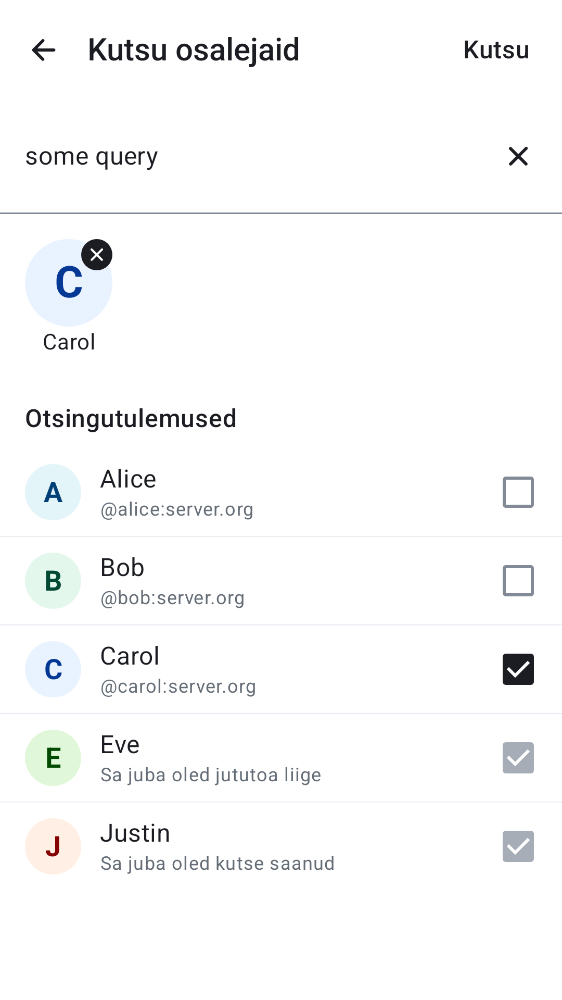 Kutsu osalejaid
Kutsu
some query
C
Carol
Otsingutulemused
A
Alice
@alice:server.org
B
Bob
@bob:server.org
C
Carol
@carol:server.org
E
Eve
Sa juba oled jututoa liige
J
Justin
Sa juba oled kutse saanud